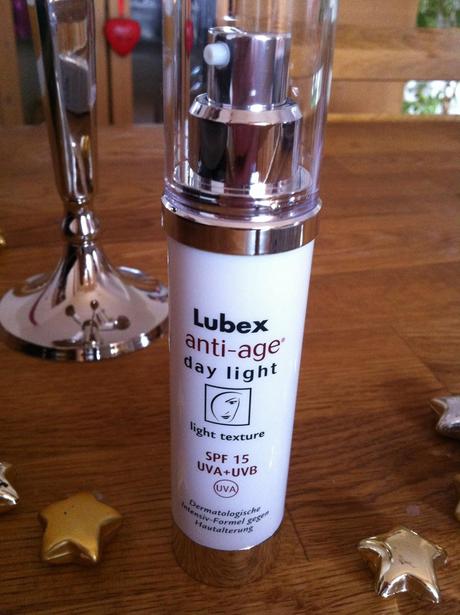 Lubex
anti-age®
day light
light texture
SPF 15
UVA+UVB
UVA
Dermatologische
Intensiv-Formel gegen
Hautalterung